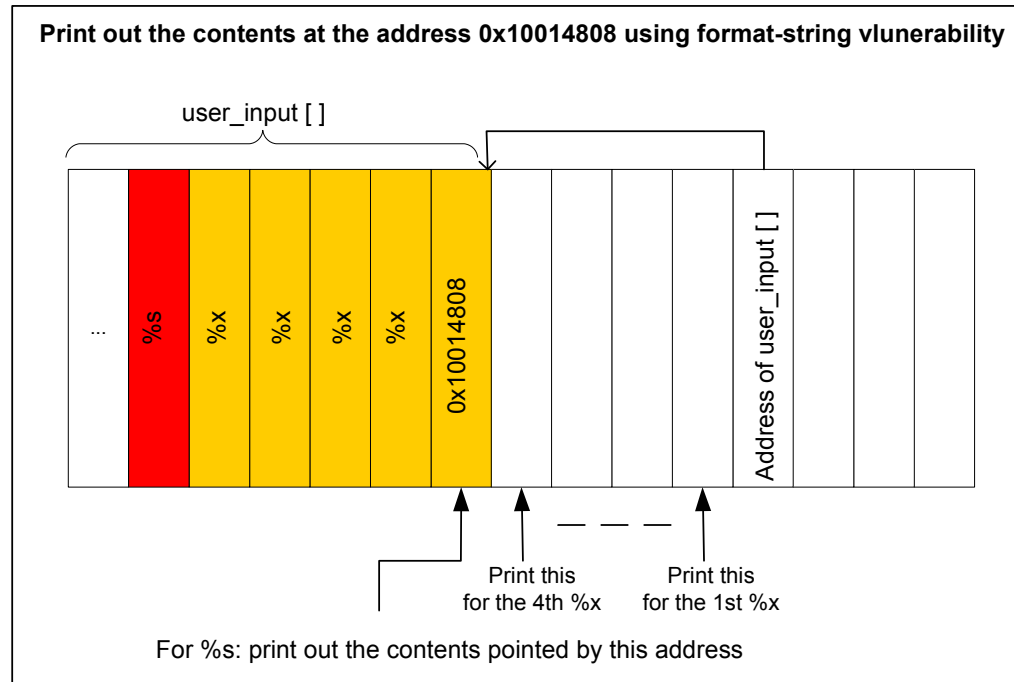 Print out the contents at the address 0x10014808 using format-string vlunerability
user_input [ ]
...
%s
%x
%x
%x
%x
0x10014808
Address of user_input [ ]
Print this
for the 4th %x
Print this
for the 1st %x
For %s: print out the contents pointed by this address